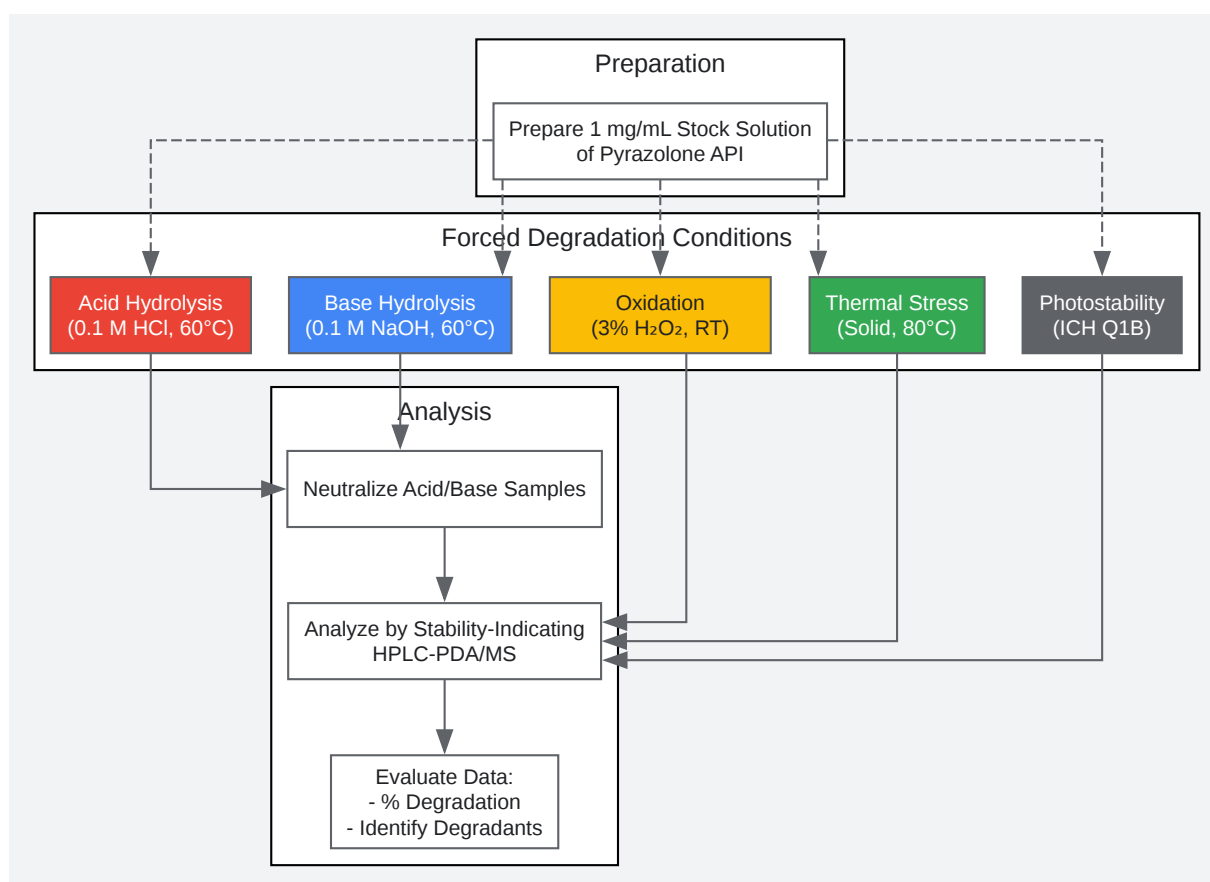 Preparation
Prepare 1 mg/mL Stock Solution
of Pyrazolone API
Forced Degradation Conditions
Acid Hydrolysis
(0.1 M HCl, 60°C)
Base Hydrolysis
(0.1 M NaOH, 60°C)
Oxidation
(3% H₂O₂, RT)
Thermal Stress
(Solid, 80°C)
Photostability
(ICH Q1B)
Analysis
Neutralize Acid/Base Samples
Analyze by Stability-Indicating
HPLC-PDA/MS
Evaluate Data:
- % Degradation
- Identify Degradants